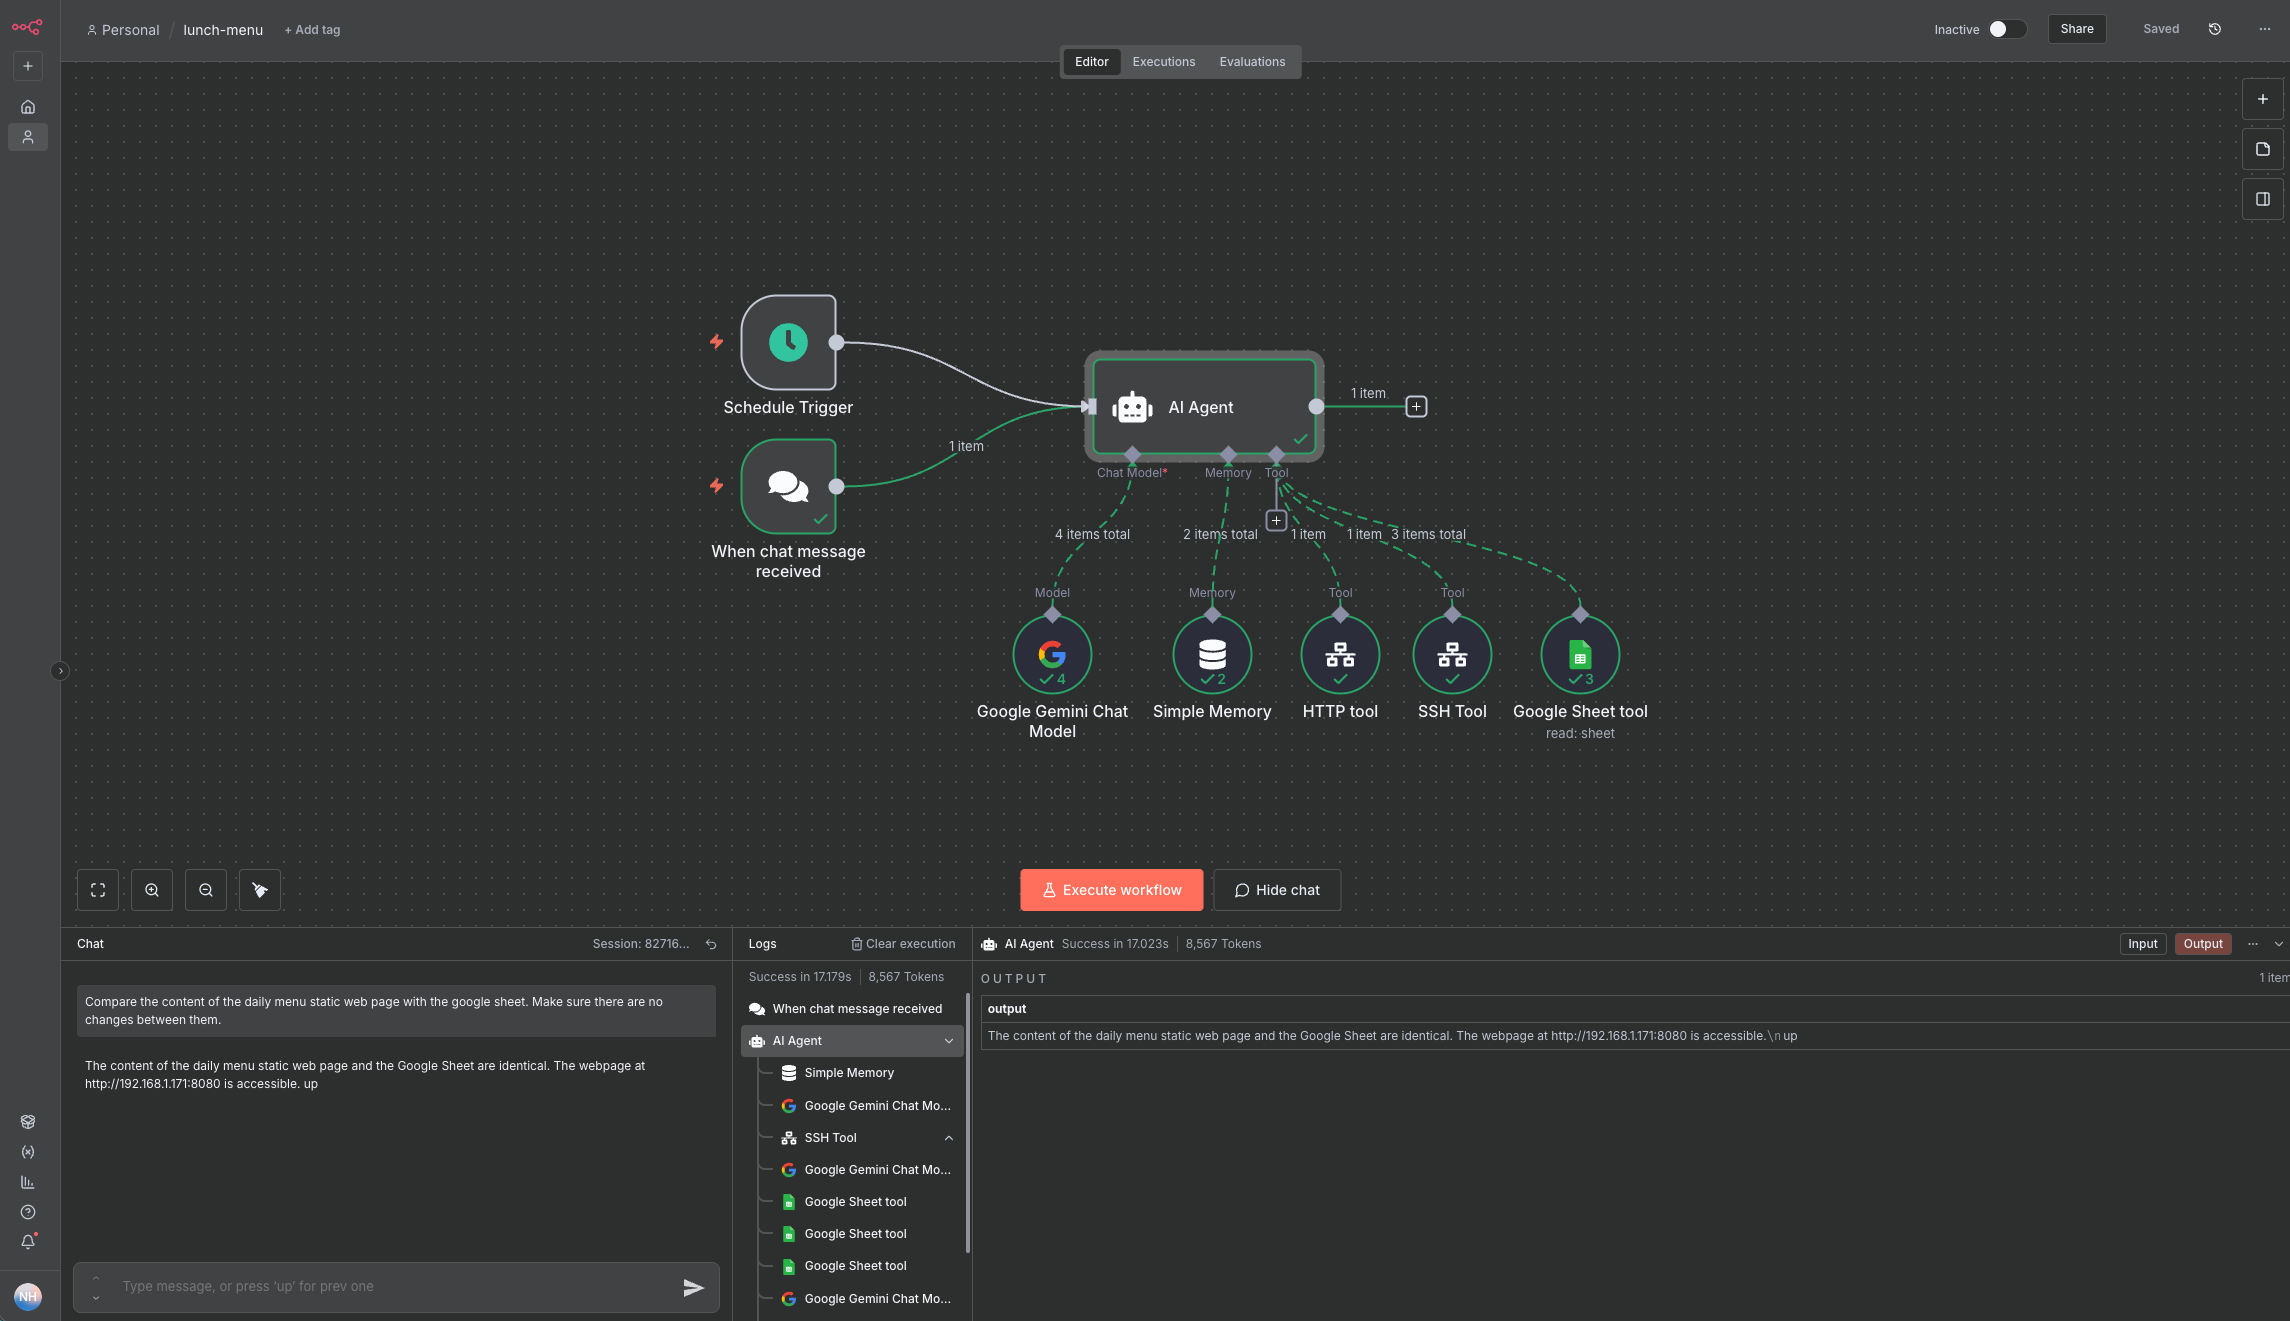 Personal / lunch-menu + Add tag
Inactive
Share
Saved
Editor Executions Evaluations
Schedule Trigger
When chat message
received
1 item
AI Agent
1 item
Chat Model*
Memory
Tool
4 items total
2 items total
1 item
1 item
3 items total
Model
Memory
Tool
Tool
4
2
3
Google Gemini Chat
Model
Simple Memory
HTTP tool
SSH Tool
Google Sheet tool
read: sheet
Execute workflow
Hide chat
Chat
Session: 82716...
Compare the content of the daily menu static web page with the google sheet. Make sure there are no
changes between them.
The content of the daily menu static web page and the Google Sheet are identical. The webpage at
http://192.168.1.171:8080 is accessible. up
Type message, or press ‘up’ for prev one
NH
Logs
Clear execution
Success in 17.179s | 8,567 Tokens
When chat message received
AI Agent
Simple Memory
Google Gemini Chat Mo...
SSH Tool
Google Gemini Chat Mo...
Google Sheet tool
Google Sheet tool
Google Sheet tool
Google Gemini Chat Mo...
AI Agent Success in 17.023s | 8,567 Tokens
Input
Output
OUTPUT
1 item
output
The content of the daily menu static web page and the Google Sheet are identical. The webpage at http://192.168.1.171:8080 is accessible.\n up